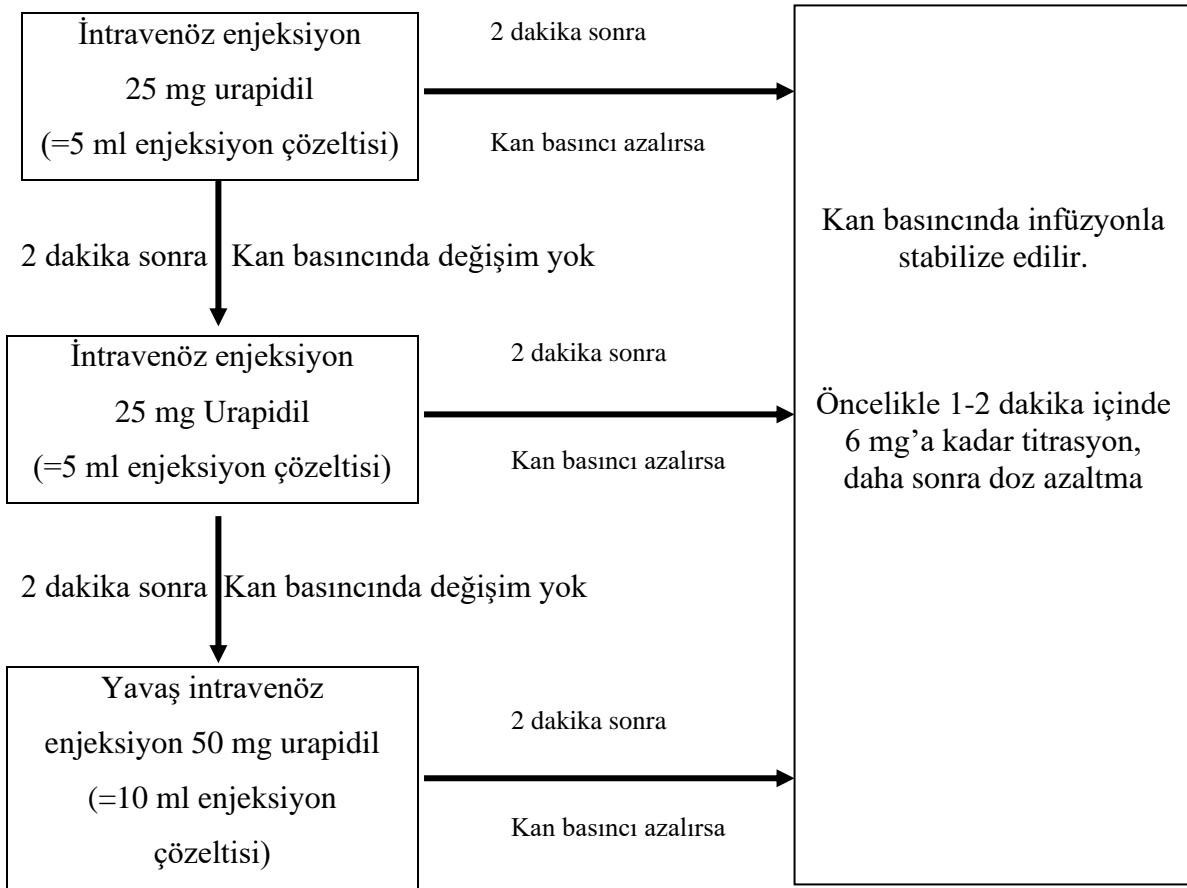 İntravenöz enjeksiyon
25 mg urapidil
(=5 ml enjeksiyon çözeltisi)
2 dakika sonra
Kan basıncı azalırsa
2 dakika sonra Kan basıncında değişim yok
İntravenöz enjeksiyon
25 mg Urapidil
(=5 ml enjeksiyon çözeltisi)
2 dakika sonra
Kan basıncı azalırsa
2 dakika sonra Kan basıncında değişim yok
Yavaş intravenöz
enjeksiyon 50 mg urapidil
(=10 ml enjeksiyon
çözeltisi)
2 dakika sonra
Kan basıncı azalırsa
Kan basıncında infüzyonla
stabilize edilir.
Öncelikle 1-2 dakika içinde
6 mg’a kadar titrasyon,
daha sonra doz azaltma